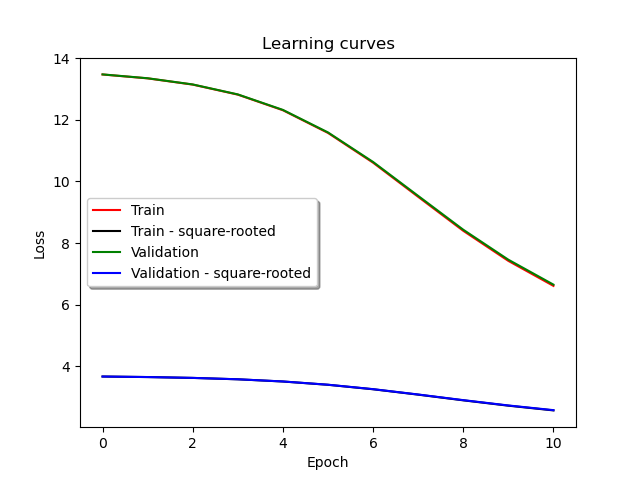 Learning curves
14
12
10
8
6
4
Loss
Train
Train - square-rooted
Validation
Validation - square-rooted
0 2 4 6 8 10
Epoch